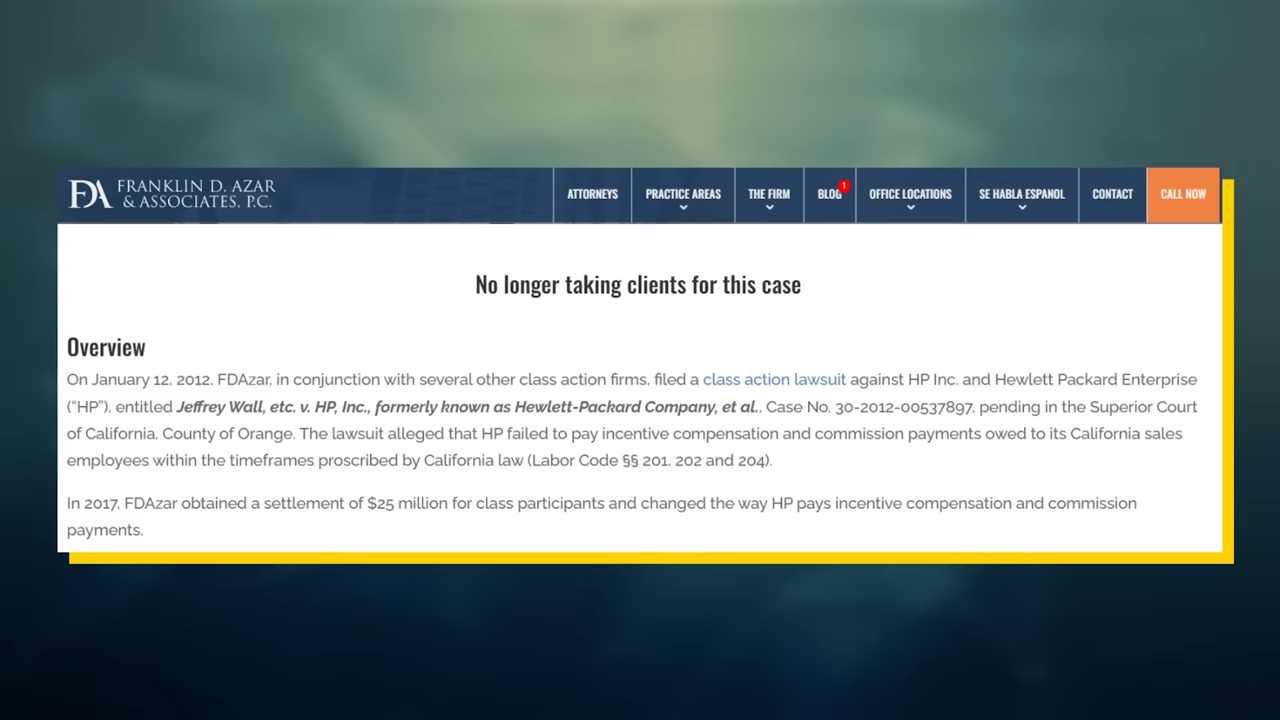 FDA FRANKLIN D. AZAR
& ASSOCIATES, P.C.
ATTORNEYS PRACTICE AREAS THE FIRM BLOG 1 OFFICE LOCATIONS SE HABLA ESPANOL CONTACT CALL NOW
No longer taking clients for this case
Overview
On January 12, 2012, FDAzar, in conjunction with several other class action firms, filed a class action lawsuit against HP Inc. and Hewlett Packard Enterprise
("HP"), entitled Jeffrey Wall, etc. v. HP, Inc., formerly known as Hewlett-Packard Company, et al., Case No. 30-2012-00537897, pending in the Superior Court
of California, County of Orange. The lawsuit alleged that HP failed to pay incentive compensation and commission payments owed to its California sales
employees within the timeframes proscribed by California law (Labor Code §§ 201, 202 and 204).
In 2017, FDAzar obtained a settlement of $25 million for class participants and changed the way HP pays incentive compensation and commission
payments.